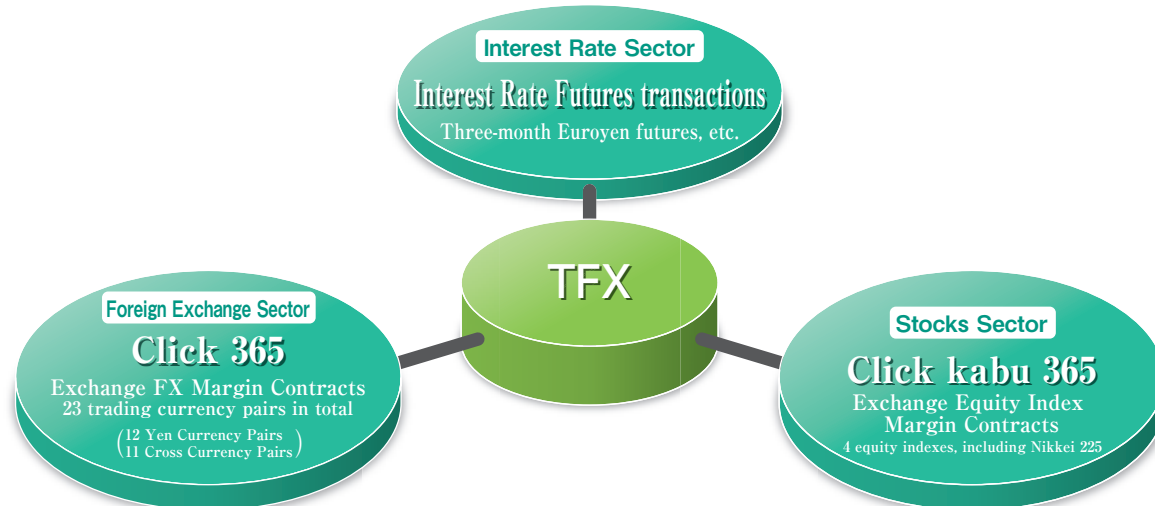 Interest Rate Sector
Interest Rate Futures transactions
Three-month Euroyen futures, etc.
TFX
Foreign Exchange Sector
Click 365
Exchange FX Margin Contracts
23 trading currency pairs in total
(12 Yen Currency Pairs
11 Cross Currency Pairs)
Stocks Sector
Click kabu 365
Exchange Equity Index
Margin Contracts
4 equity indexes, including Nikkei 225